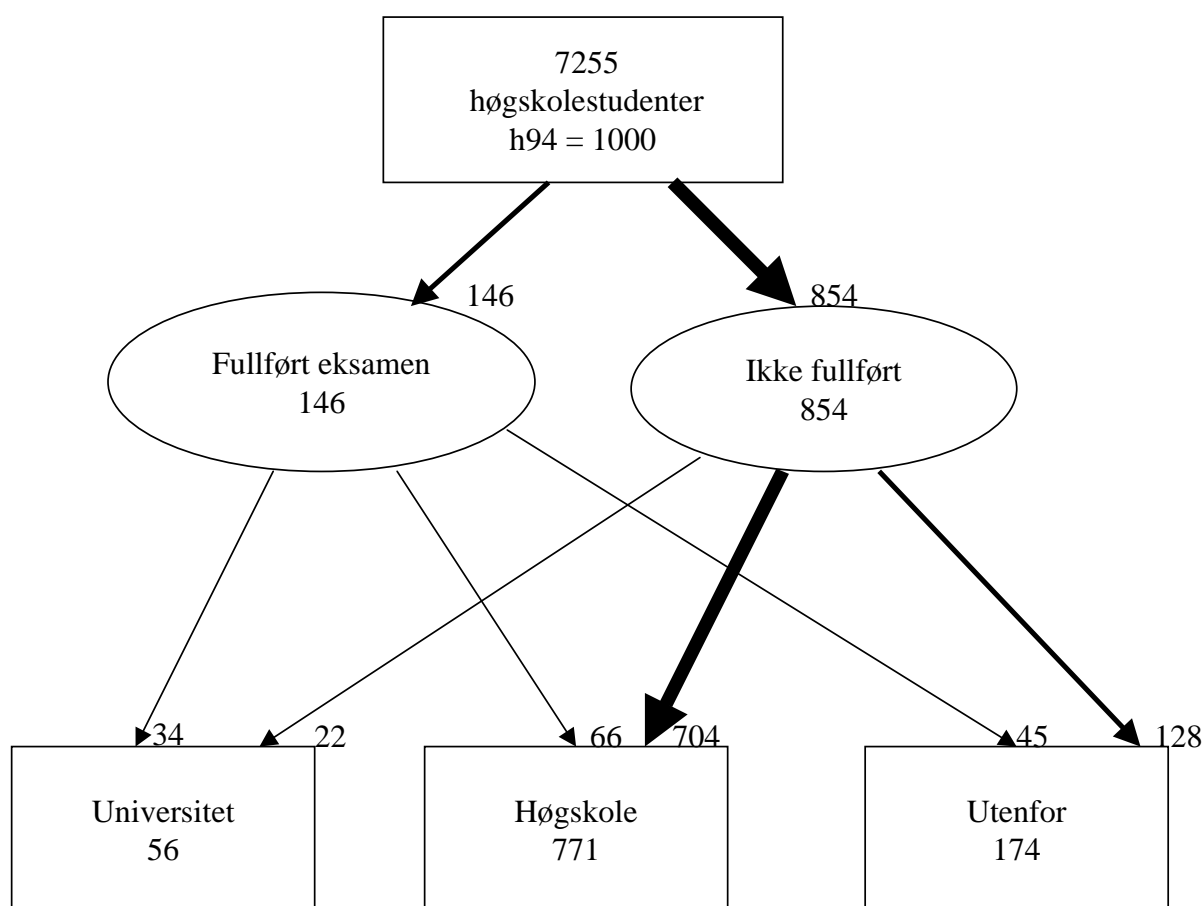 7255
høgskolestudenter
h94 = 1000
146
854
Fullført eksamen
146
Ikke fullført
854
34
22
66
704
45
128
Universitet
56
Høgskole
771
Utenfor
174